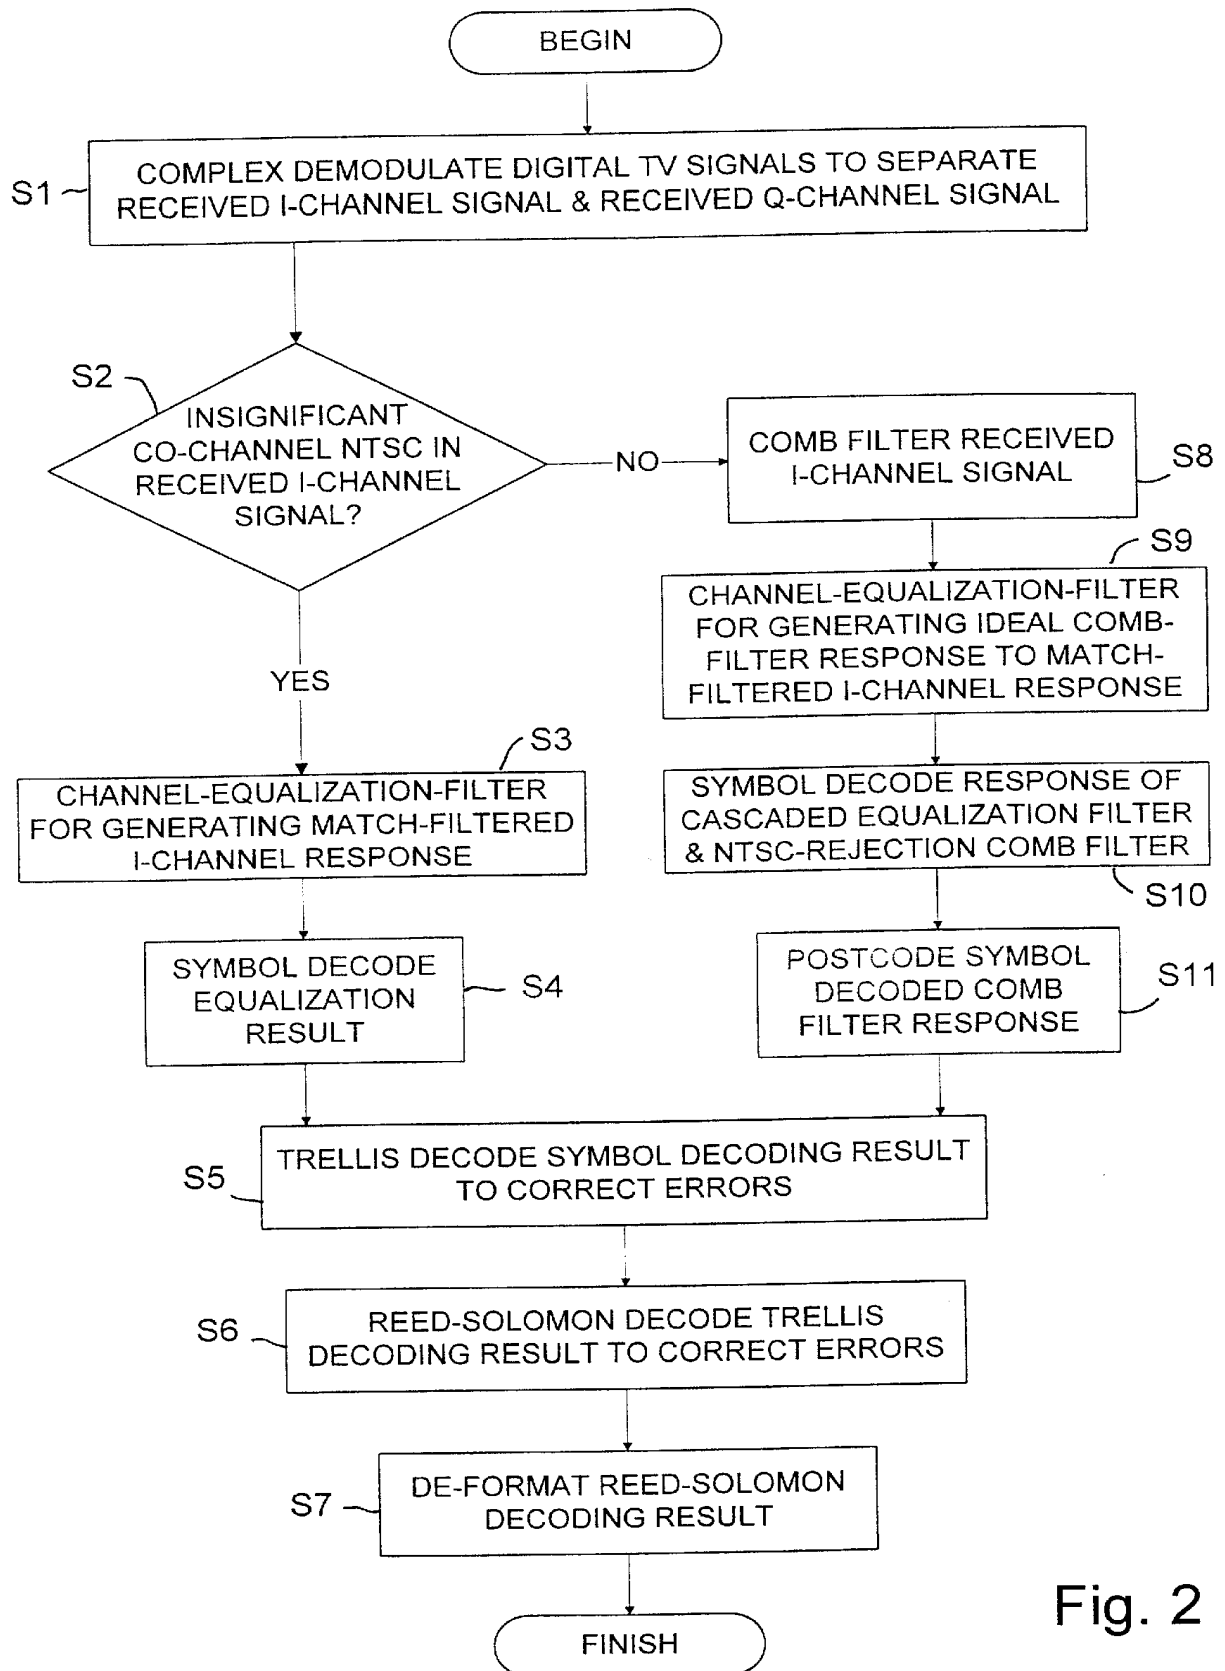 BEGIN
S1
COMPLEX DEMODULATE DIGITAL TV SIGNALS TO SEPARATE
RECEIVED I-CHANNEL SIGNAL & RECEIVED Q-CHANNEL SIGNAL
S2
INSIGNIFICANT
CO-CHANNEL NTSC IN
RECEIVED I-CHANNEL
SIGNAL?
NO
COMB FILTER RECEIVED
I-CHANNEL SIGNAL
S8
S9
CHANNEL-EQUALIZATION-FILTER
FOR GENERATING IDEAL COMB-
FILTER RESPONSE TO MATCH-
FILTERED I-CHANNEL RESPONSE
YES
S3
CHANNEL-EQUALIZATION-FILTER
FOR GENERATING MATCH-FILTERED
I-CHANNEL RESPONSE
SYMBOL DECODE RESPONSE OF
CASCADED EQUALIZATION FILTER
& NTSC-REJECTION COMB FILTER
S10
SYMBOL DECODE
EQUALIZATION
RESULT
S4
POSTCODE SYMBOL
DECODED COMB
FILTER RESPONSE
S11
S5
TRELLIS DECODE SYMBOL DECODING RESULT
TO CORRECT ERRORS
S6
REED-SOLOMON DECODE TRELLIS
DECODING RESULT TO CORRECT ERRORS
S7
DE-FORMAT REED-SOLOMON
DECODING RESULT
FINISH
Fig. 2